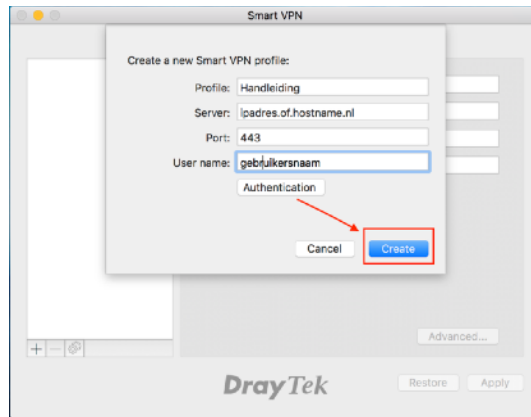 Smart VPN
Create a new Smart VPN profile:
Profile: Handleiding
Server: ipadres.of.hostname.nl
Port: 443
User name: gebruikersnaam
Authentication
Cancel Create
Advanced...
DrayTek Restore Apply